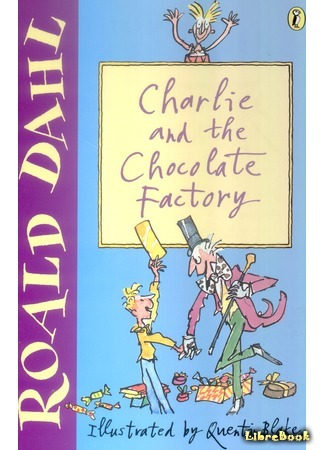 ROALD DAHL
Charlie
and the
Chocolate
Factory
Illustrated by Quentin Blake
Librebook